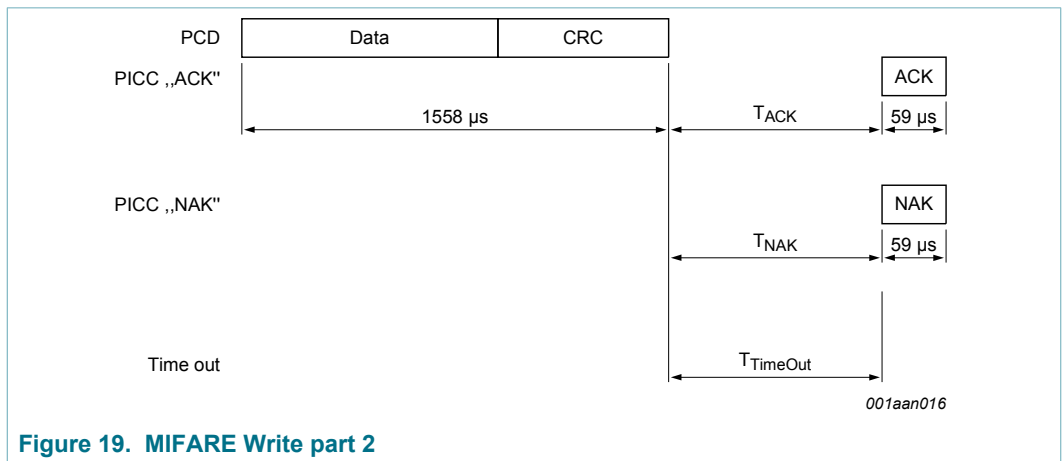 PCD Data CRC
PICC ,,ACK" ACK
1558 µs TACK 59 µs
PICC ,,NAK" NAK
TNAK 59 µs
Time out TTimeOut
001aan016
Figure 19. MIFARE Write part 2